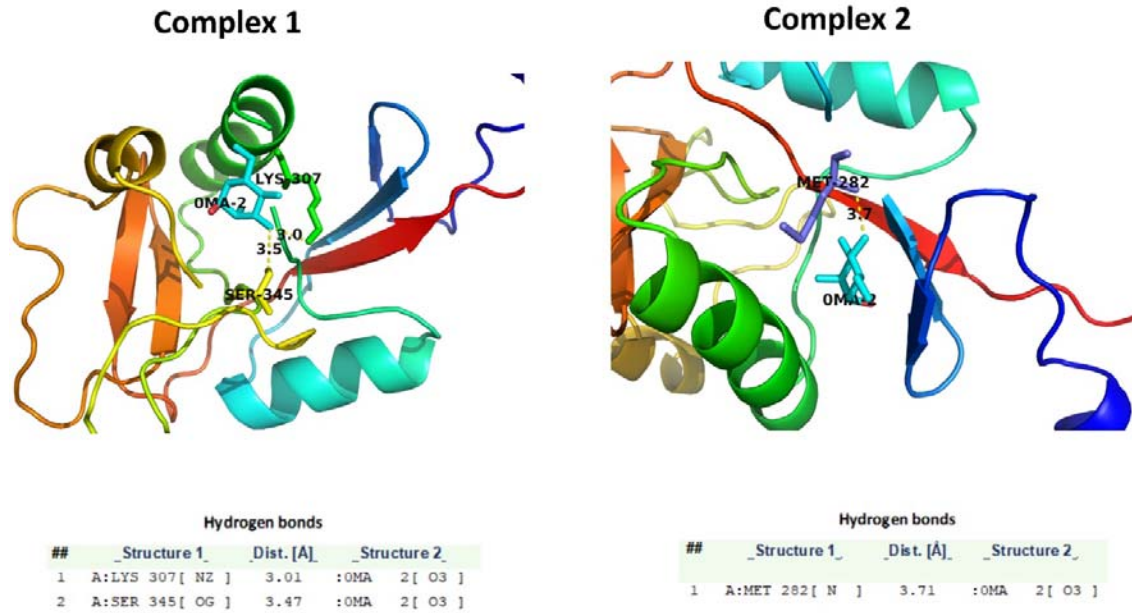 Complex 1
Complex 2
LYS-307
0MA-2
3.0
3.5
SER-345
MET-282
3.7
0MA-2
Hydrogen bonds
## _Structure 1_ _Dist. [Å]_ _Structure 2_
1 A:LYS 307[ NZ ] 3.01 :0MA 2[ O3 ]
2 A:SER 345[ OG ] 3.47 :0MA 2[ O3 ]
Hydrogen bonds
## _Structure 1_ _Dist. [Å]_ _Structure 2_
1 A:MET 282[ N ] 3.71 :0MA 2[ O3 ]